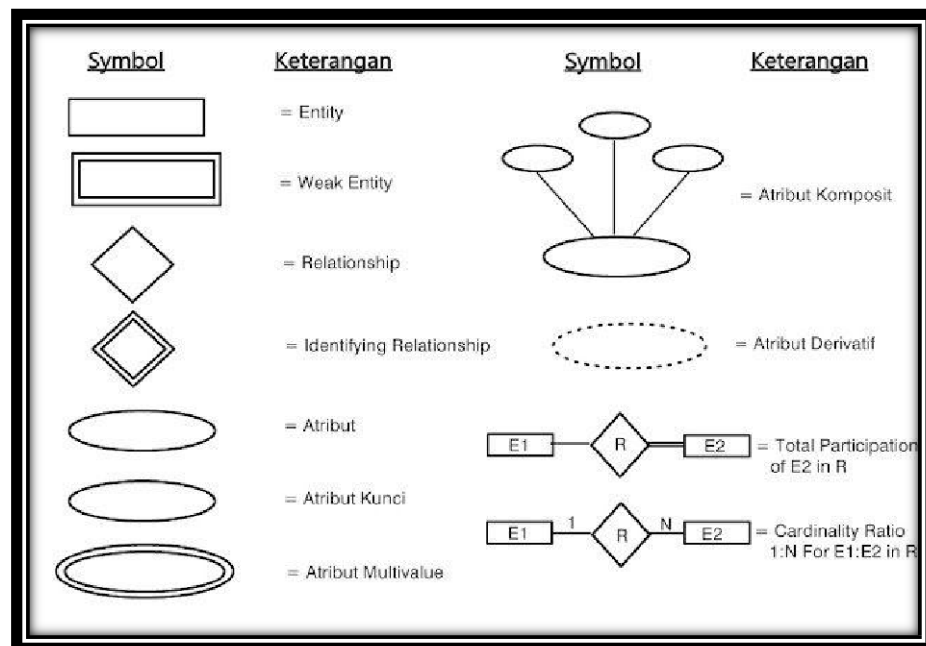 Symbol
Keterangan
= Entity
= Weak Entity
= Relationship
= Identifying Relationship
= Atribut
= Atribut Kunci
= Atribut Multivalue
Symbol
Keterangan
= Atribut Komposit
= Atribut Derivatif
E1 R E2 = Total Participation
of E2 in R
E1 1 R N E2 = Cardinality Ratio
1:N For E1:E2 in R